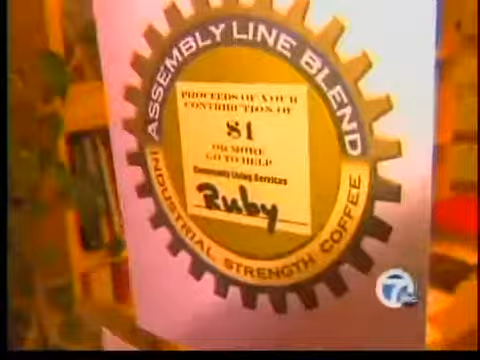 ASSEMBLY LINE BLEND
PROCEEDS OF YOUR
CONTRIBUTION OF
$1
OR MORE
GO TO HELP
Community Living Services
Ruby
INDUSTRIAL STRENGTH COFFEE
7